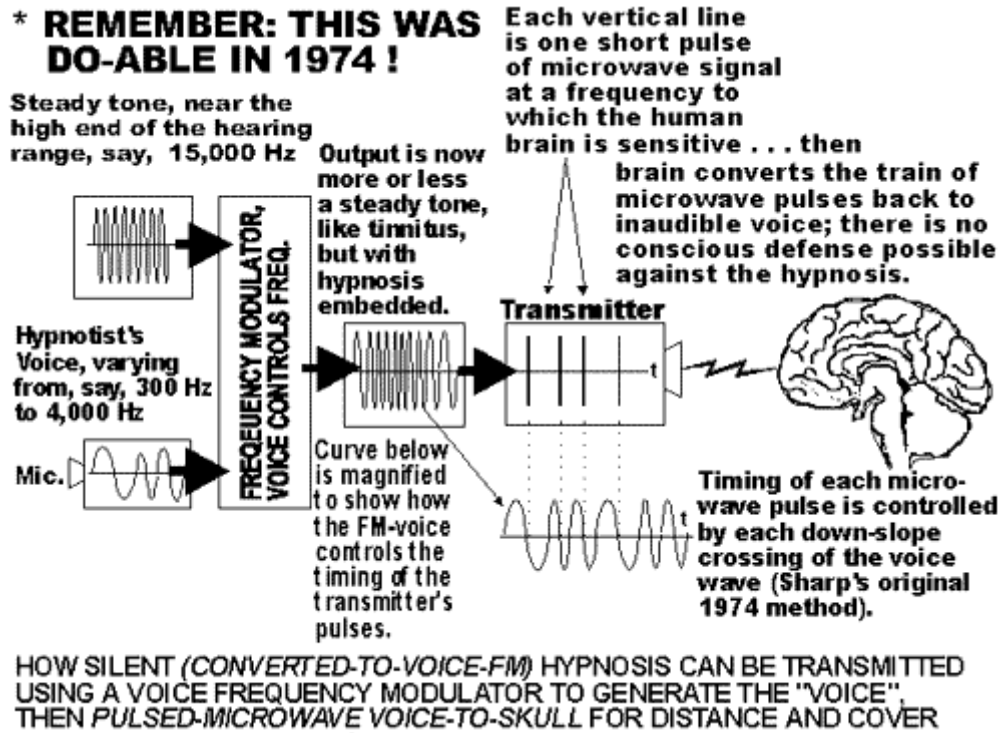 * REMEMBER: THIS WAS
DO-ABLE IN 1974 !
Steady tone, near the
high end of the hearing
range, say, 15,000 Hz
Each vertical line
is one short pulse
of microwave signal
at a frequency to
which the human
brain is sensitive . . . then
brain converts the train of
microwave pulses back to
inaudible voice; there is no
conscious defense possible
against the hypnosis.
Output is now
more or less
a steady tone,
like tinnitus,
but with
hypnosis
embedded.
FREQEUENCY MODULATOR,
VOICE CONTROLS FREQ.
Transmitter
t
Hypnotist's
Voice, varying
from, say, 300 Hz
to 4,000 Hz
Mic.
Curve below
is magnified
to show how
the FM-voice
controls the
timing of the
transmitter's
pulses.
t
Timing of each micro-
wave pulse is controlled
by each down-slope
crossing of the voice
wave (Sharp's original
1974 method).
HOW SILENT (CONVERTED-TO-VOICE-FM) HYPNOSIS CAN BE TRANSMITTED
USING A VOICE FREQUENCY MODULATOR TO GENERATE THE "VOICE",
THEN PULSED-MICROWAVE VOICE-TO-SKULL FOR DISTANCE AND COVER